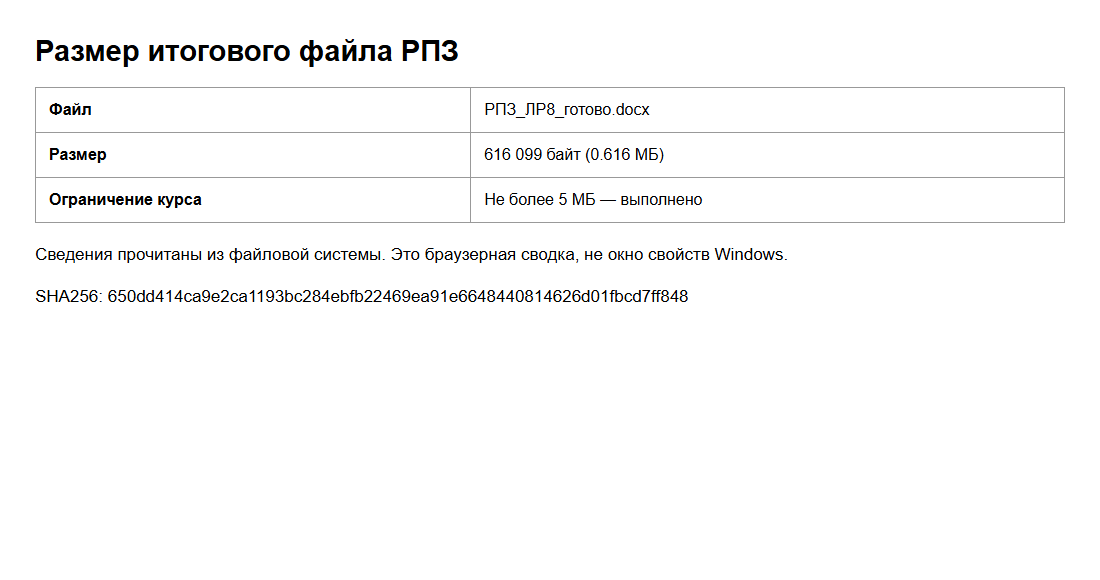 Размер итогового файла РПЗ
Файл РПЗ_ЛР8_готово.docx
Размер 616 099 байт (0.616 МБ)
Ограничение курса Не более 5 МБ — выполнено
Сведения прочитаны из файловой системы. Это браузерная сводка, не окно свойств Windows.
SHA256: 650dd414ca9e2ca1193bc284ebfb22469ea91e6648440814626d01fbcd7ff848